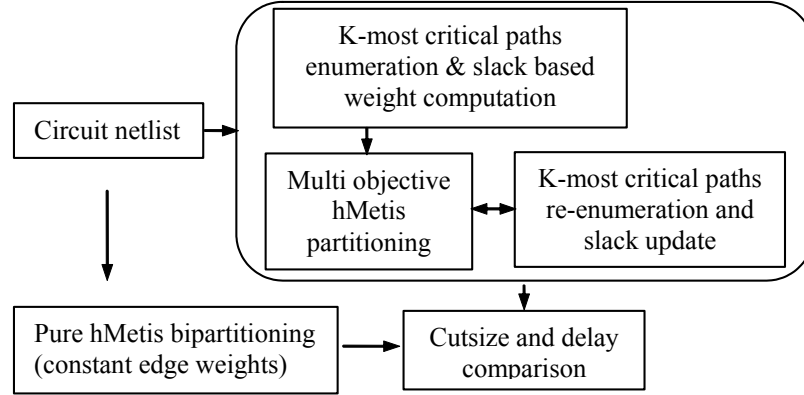 K-most critical paths
enumeration & slack based
weight computation
Circuit netlist
Multi objective
hMetis
partitioning
K-most critical paths
re-enumeration and
slack update
Pure hMetis bipartitioning
(constant edge weights)
Cutsize and delay
comparison